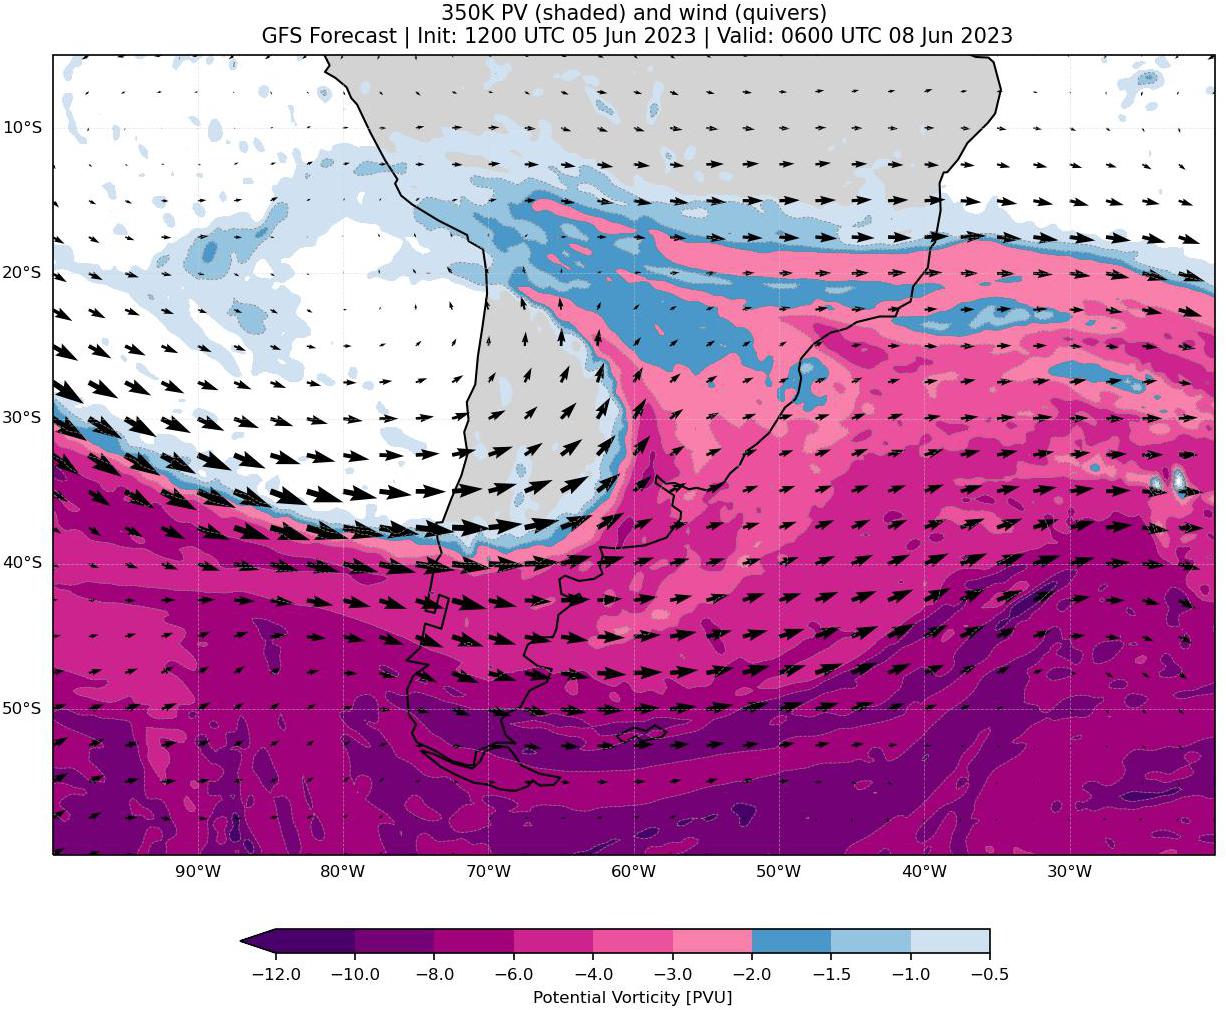 350K PV (shaded) and wind (quivers)
GFS Forecast | Init: 1200 UTC 05 Jun 2023 | Valid: 0600 UTC 08 Jun 2023
10°S
20°S
30°S
40°S
50°S
90°W 80°W 70°W 60°W 50°W 40°W 30°W
−12.0 −10.0 −8.0 −6.0 −4.0 −3.0 −2.0 −1.5 −1.0 −0.5
Potential Vorticity [PVU]